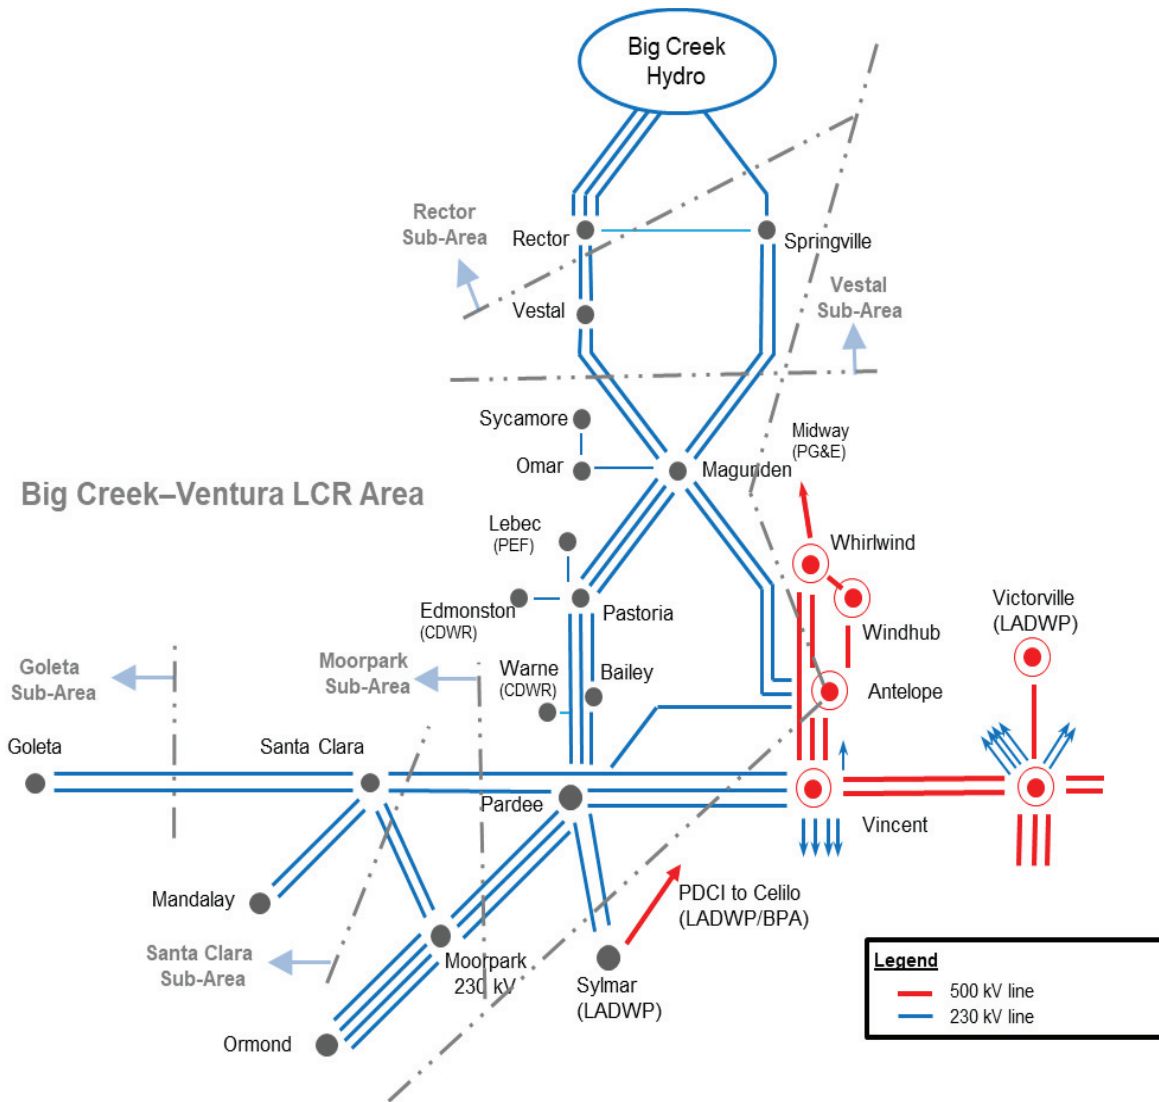 Big Creek
Hydro
Rector
Sub-Area
Rector
Springville
Vestal
Sub-Area
Vestal
Sycamore
Midway
(PG&E)
Omar
Magunden
Big Creek–Ventura LCR Area
Lebec
(PEF)
Whirlwind
Edmonston
(CDWR)
Pastoria
Windhub
Victorville
(LADWP)
Goleta
Sub-Area
Moorpark
Sub-Area
Warne
(CDWR)
Bailey
Antelope
Goleta
Santa Clara
Pardee
Vincent
Mandalay
PDCI to Celilo
(LADWP/BPA)
Santa Clara
Sub-Area
Moorpark
230 kV
Sylmar
(LADWP)
Ormond
Legend
500 kV line
230 kV line